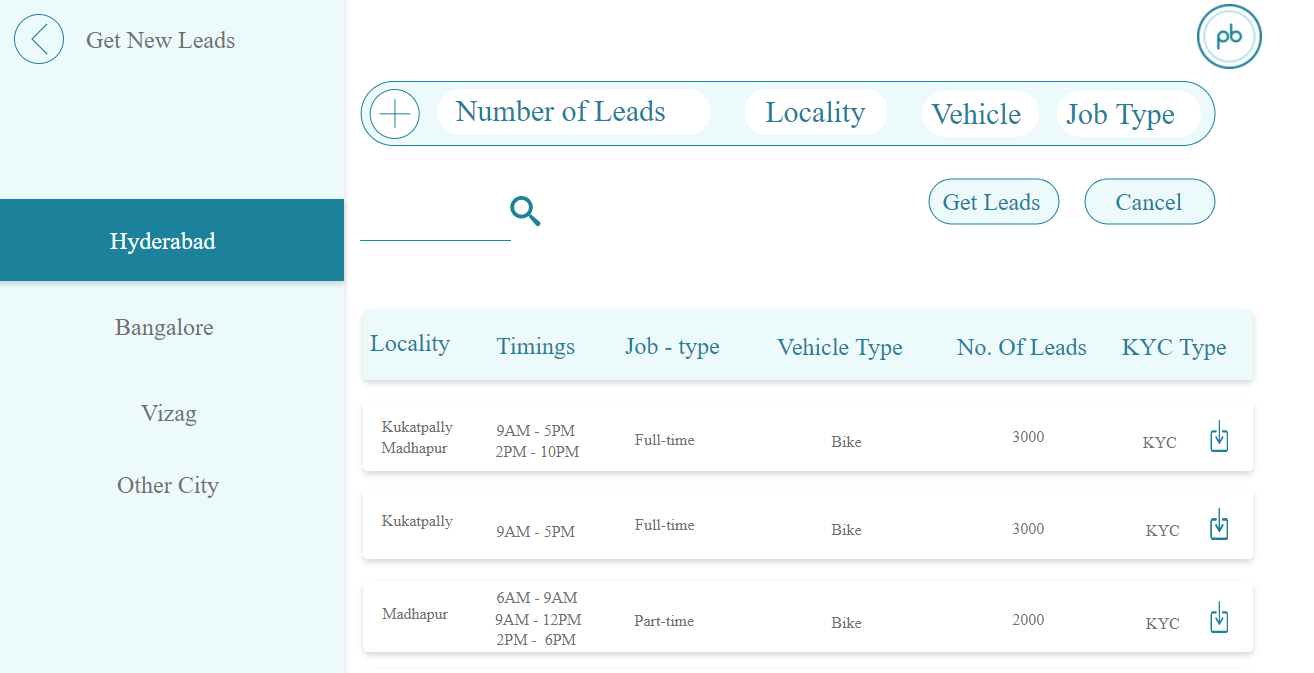 Get New Leads
pb
Number of Leads Locality Vehicle Job Type
Get Leads Cancel
Hyderabad
Bangalore
Vizag
Other City
Locality Timings Job - type Vehicle Type No. Of Leads KYC Type
Kukatpally 9AM - 5PM Full-time Bike 3000 KYC
Madhapur 2PM - 10PM
Kukatpally 9AM - 5PM Full-time Bike 3000 KYC
6AM - 9AM
Madhapur 9AM - 12PM Part-time Bike 2000 KYC
2PM - 6PM